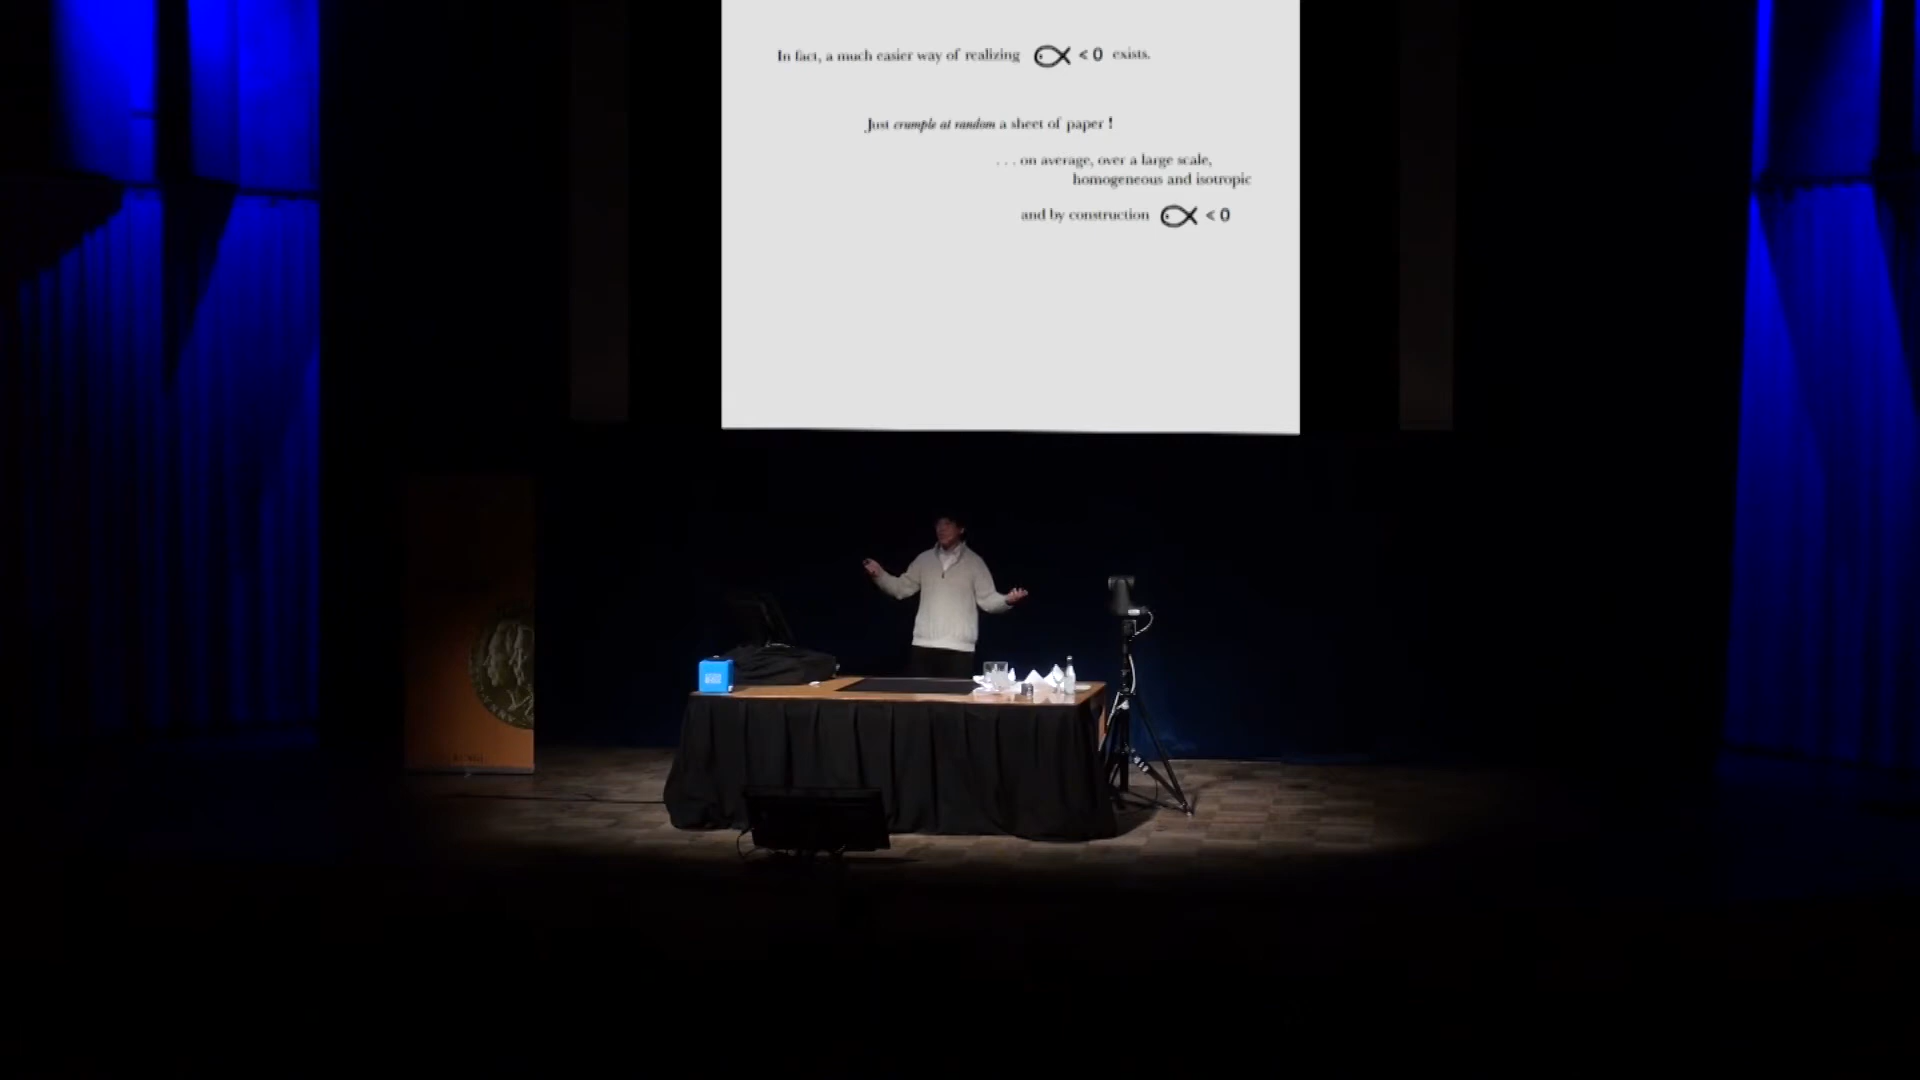 In fact, a much easier way of realizing < 0 exists.
Just crumple at random a sheet of paper !
. . . on average, over a large scale,
homogeneous and isotropic
and by construction < 0